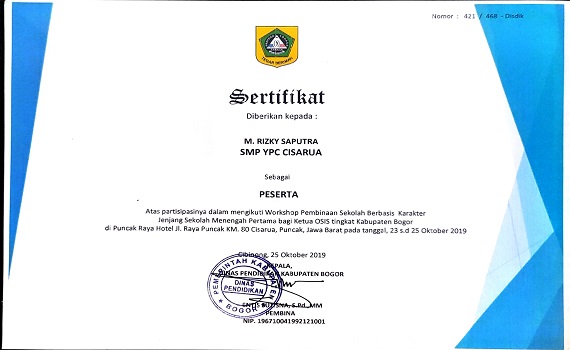 Nomor : 421 / 468 - Disdik
TEGAR BERIMAN
Sertifikat
Diberikan kepada :
M. RIZKY SAPUTRA
SMP YPC CISARUA
Sebagai
PESERTA
Atas partisipasinya dalam mengikuti Workshop Pembinaan Sekolah Berbasis Karakter
Jenjang Sekolah Menengah Pertama bagi Ketua OSIS tingkat Kabupaten Bogor
di Puncak Raya Hotel Jl. Raya Puncak KM. 80 Cisarua, Puncak, Jawa Barat pada tanggal, 23 s.d 25 Oktober 2019
Cibinong, 25 Oktober 2019
KEPALA,
DINAS PENDIDIKAN KABUPATEN BOGOR
PEMERINTAH KABUPATEN
DINAS
PENDIDIKAN
BOGOR
S.Pd, MM
PEMBINA
NIP. 196710041992121001